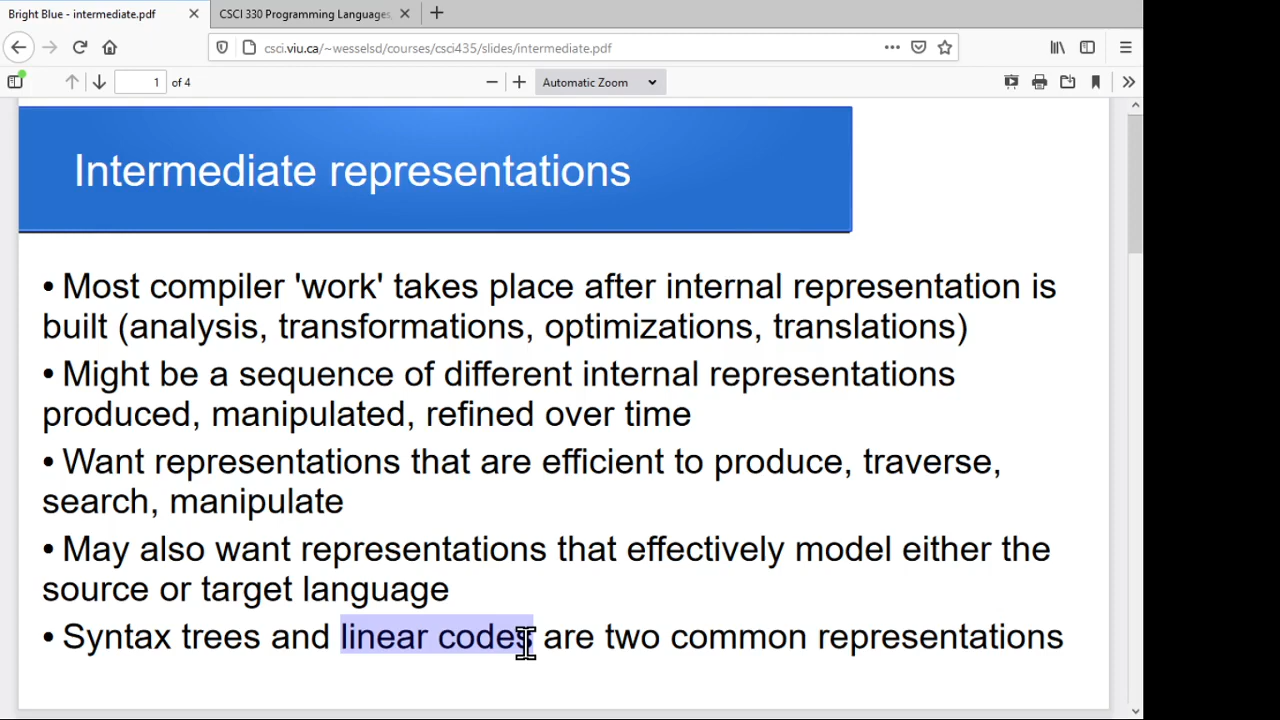 Bright Blue - intermediate.pdf
CSCI 330 Programming Languages,
csci.viu.ca/~wesselsd/courses/csci435/slides/intermediate.pdf
1 of 4
Automatic Zoom
Intermediate representations
• Most compiler 'work' takes place after internal representation is
built (analysis, transformations, optimizations, translations)
• Might be a sequence of different internal representations
produced, manipulated, refined over time
• Want representations that are efficient to produce, traverse,
search, manipulate
• May also want representations that effectively model either the
source or target language
• Syntax trees and linear codes are two common representations